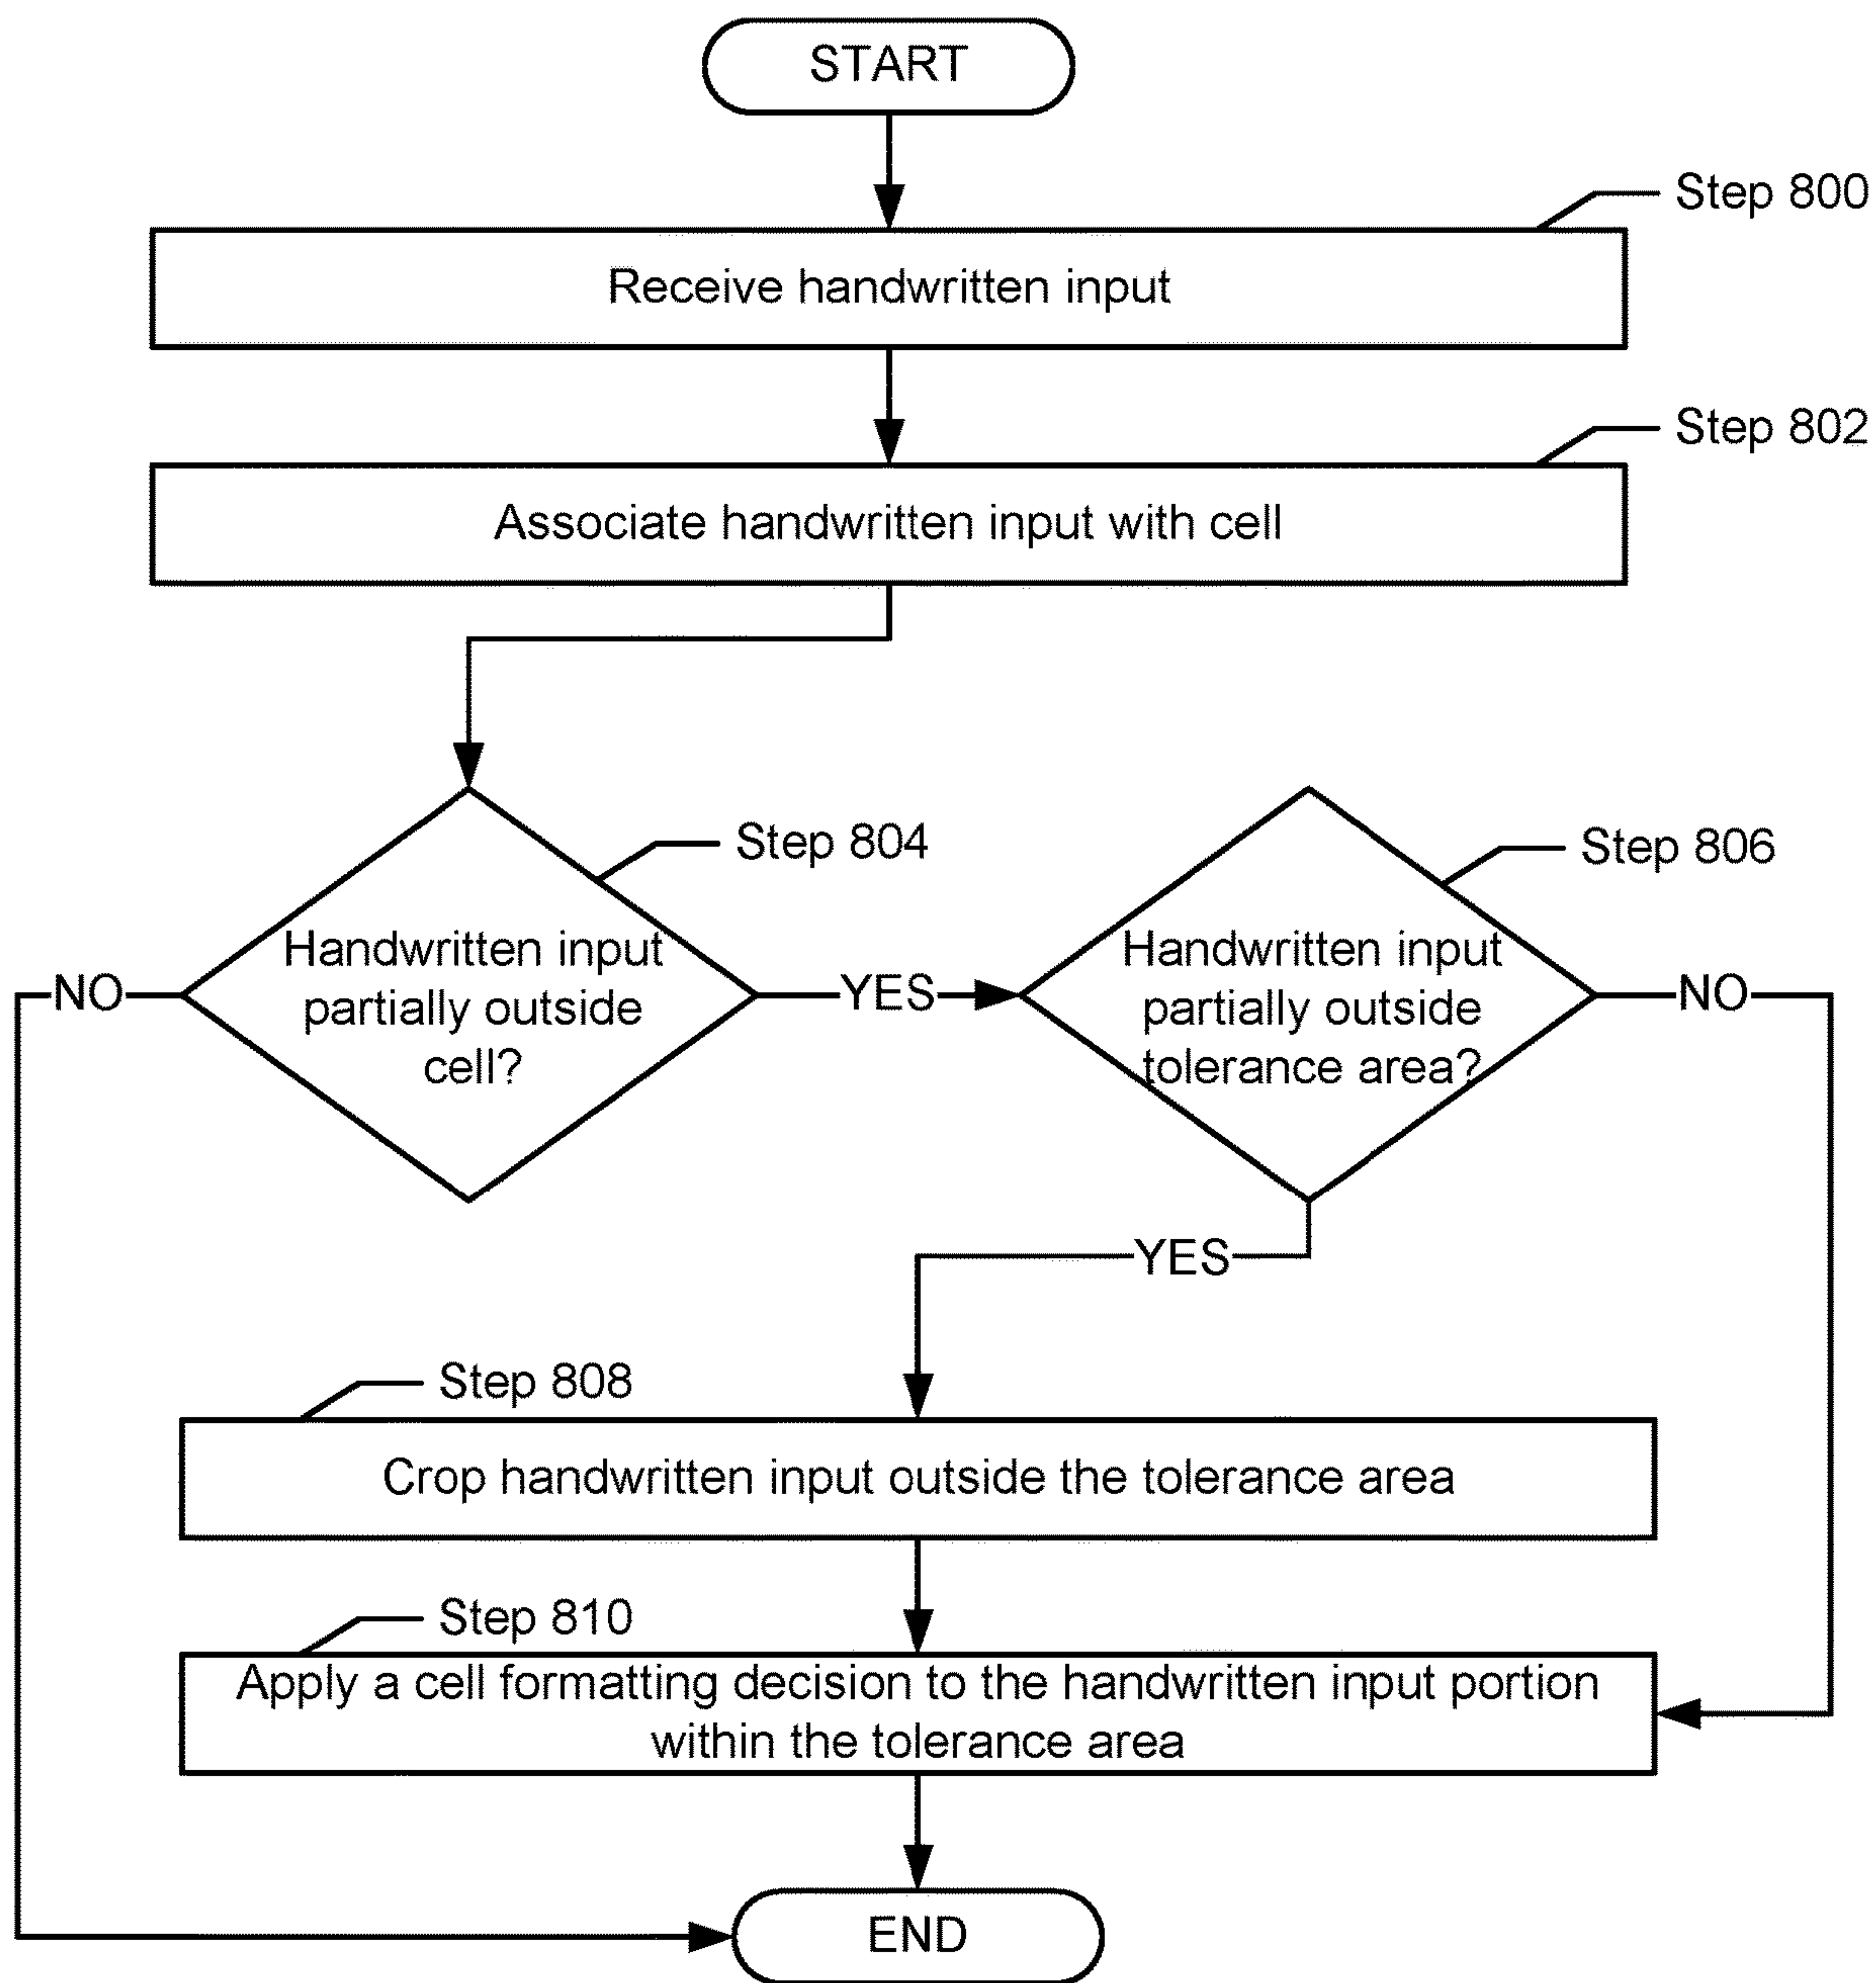 START
Step 800
Receive handwritten input
Step 802
Associate handwritten input with cell
Step 804
Step 806
Handwritten input
partially outside
cell?
Handwritten input
partially outside
tolerance area?
NO
YES
NO
YES
Step 808
Crop handwritten input outside the tolerance area
Step 810
Apply a cell formatting decision to the handwritten input portion
within the tolerance area
END